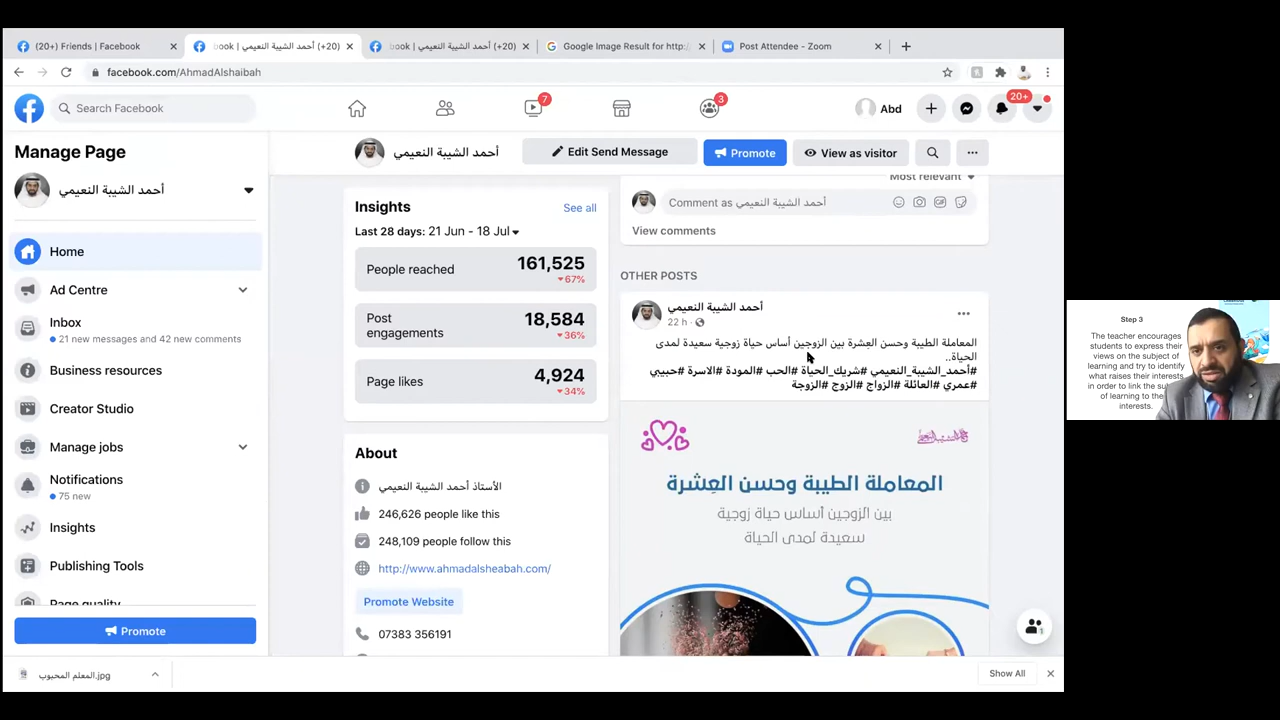 (20+) Friends | Facebook
book | أحمد الشيبة النعيمي (20+)
book | أحمد الشيبة النعيمي (20+)
Google Image Result for http:/
Post Attendee - Zoom
facebook.com/AhmadAlshaibah
Search Facebook
7
3
Abd
20+
Manage Page
أحمد الشيبة النعيمي
Home
Ad Centre
Inbox
21 new messages and 42 new comments
Business resources
Creator Studio
Manage jobs
Notifications
75 new
Insights
Publishing Tools
Page quality
Promote
أحمد الشيبة النعيمي
Edit Send Message
Promote
View as visitor
Insights
See all
Last 28 days: 21 Jun - 18 Jul
People reached
161,525
67%
Post engagements
18,584
36%
Page likes
4,924
34%
About
الأستاذ أحمد الشيبة النعيمي
246,626 people like this
248,109 people follow this
http://www.ahmadalsheabah.com/
Promote Website
07383 356191
Most relevant
Comment as أحمد الشيبة النعيمي
View comments
OTHER POSTS
أحمد الشيبة النعيمي
22 h
المعاملة الطيبة وحسن العِشرة بين الزوجين أساس حياة زوجية سعيدة لمدى
الحياة..
#أحمد_الشيبة_النعيمي #شريك_الحياة #الحب #المودة #الاسرة #حبيبي
#عمري #العائلة #الزواج #الزوج #الزوجة
المعاملة الطيبة وحسن العِشرة
بين الزوجين أساس حياة زوجية
سعيدة لمدى الحياة
1
المعلم المحبوب.jpg
Show All
Step 3
The teacher encourages
students to express their
views on the subject of
learning and try to identify
what raises their interests
in order to link the
of learning to the
interests.